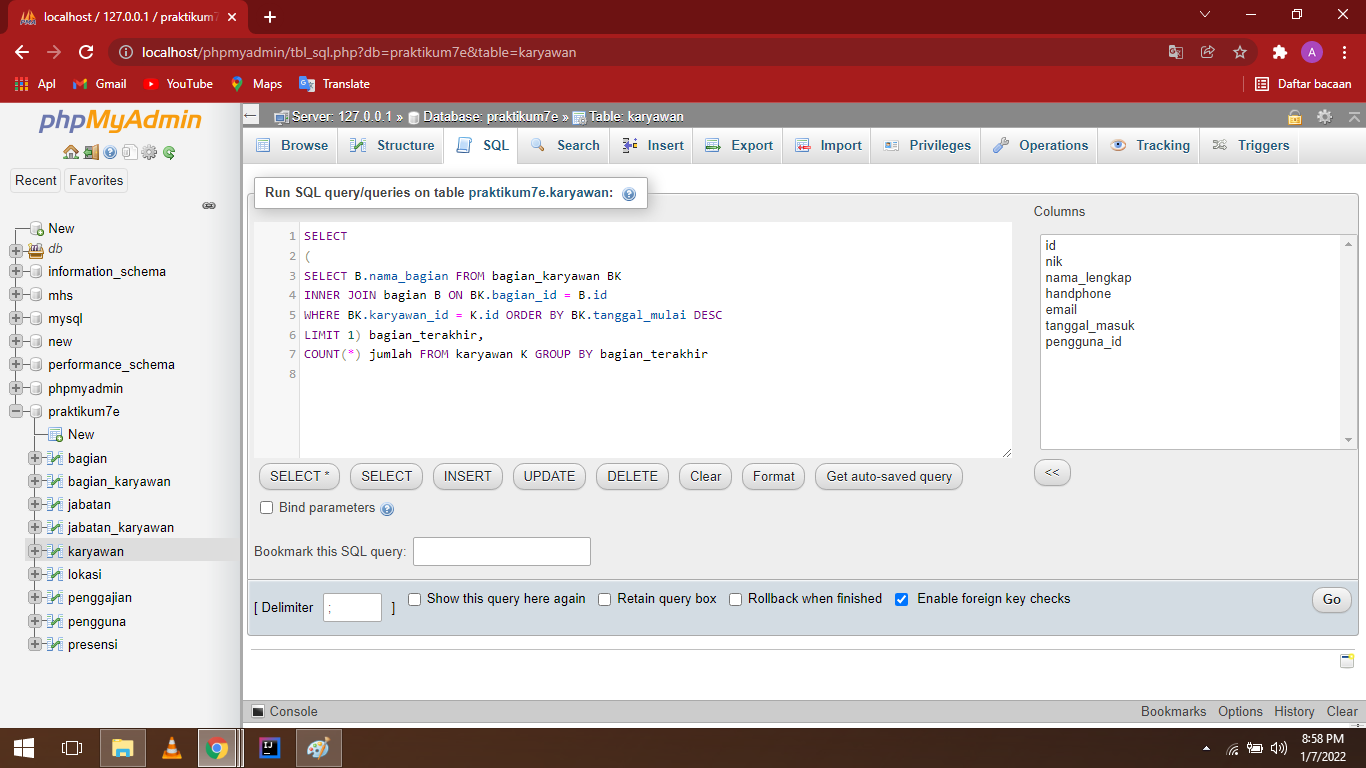 localhost / 127.0.0.1 / praktikum7
localhost/phpmyadmin/tbl_sql.php?db=praktikum7e&table=karyawan
A
Apl Gmail YouTube Maps Translate Daftar bacaan
phpMyAdmin
Recent Favorites
New
db
information_schema
mhs
mysql
new
performance_schema
phpmyadmin
praktikum7e
New
bagian
bagian_karyawan
jabatan
jabatan_karyawan
karyawan
lokasi
penggajian
pengguna
presensi
Server: 127.0.0.1 » Database: praktikum7e » Table: karyawan
Browse Structure SQL Search Insert Export Import Privileges Operations Tracking Triggers
Run SQL query/queries on table praktikum7e.karyawan:
1 SELECT
2 (
3 SELECT B.nama_bagian FROM bagian_karyawan BK
4 INNER JOIN bagian B ON BK.bagian_id = B.id
5 WHERE BK.karyawan_id = K.id ORDER BY BK.tanggal_mulai DESC
6 LIMIT 1) bagian_terakhir,
7 COUNT(*) jumlah FROM karyawan K GROUP BY bagian_terakhir
8
Columns
id
nik
nama_lengkap
handphone
email
tanggal_masuk
pengguna_id
SELECT * SELECT INSERT UPDATE DELETE Clear Format Get auto-saved query <<
Bind parameters
Bookmark this SQL query:
[ Delimiter ; ] Show this query here again Retain query box Rollback when finished Enable foreign key checks Go
Console Bookmarks Options History Clear
8:58 PM
1/7/2022